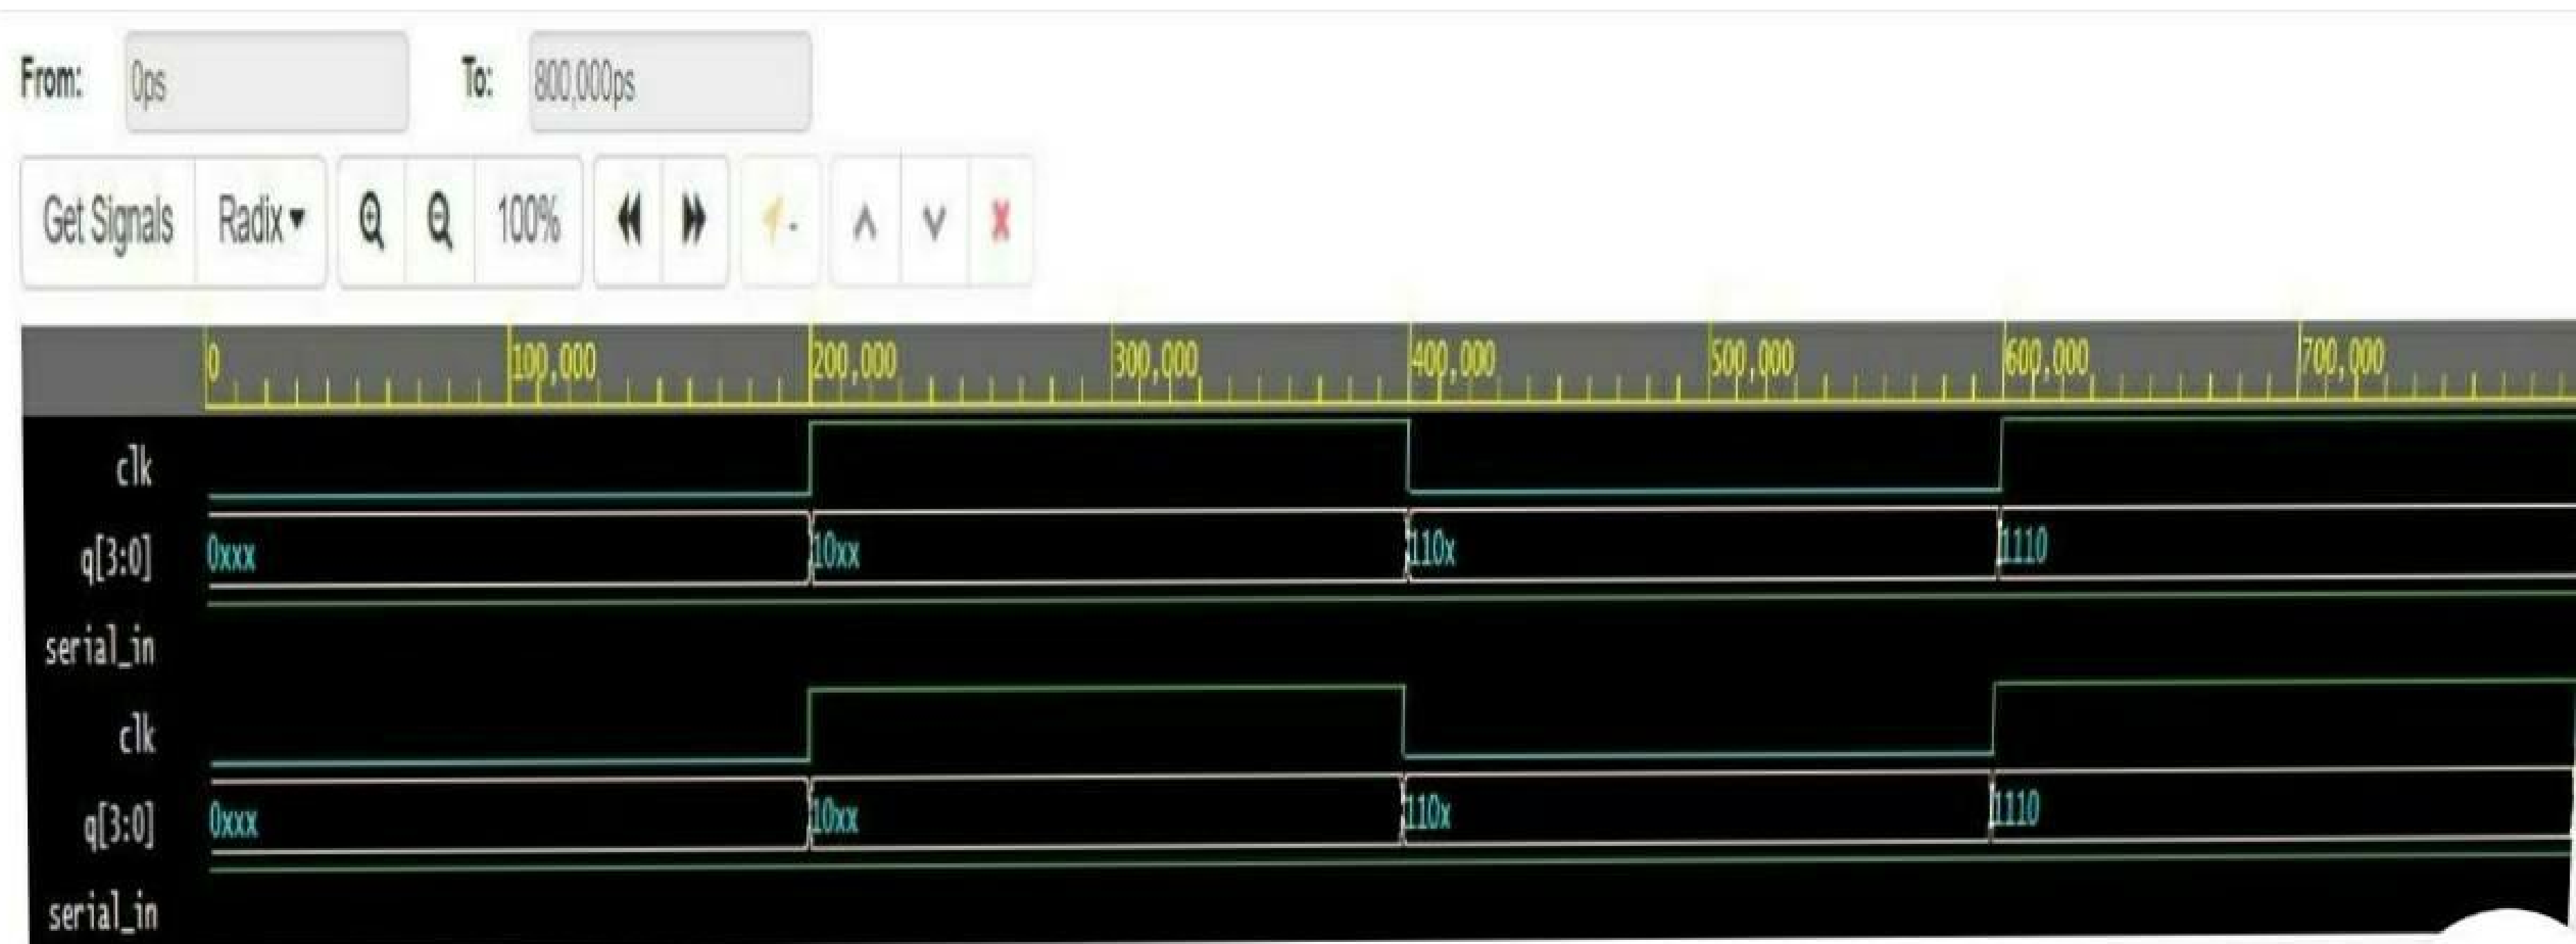 From: 0ps To: 800,000ps
Get Signals Radix▾ 100% x
0 100,000 200,000 300,000 400,000 500,000 600,000 700,000
clk
q[3:0] 0xxx 10xx 110x 1110
serial_in
clk
q[3:0] 0xxx 10xx 110x 1110
serial_in